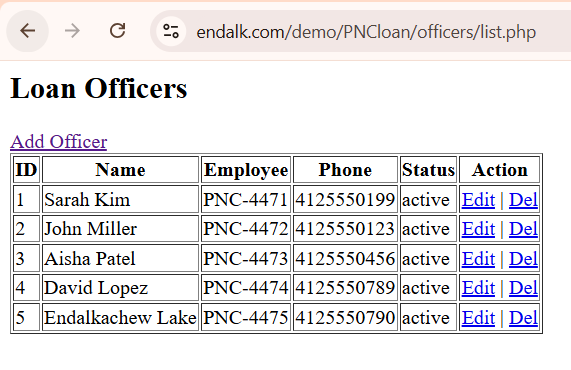 endalk.com/demo/PNCloan/officers/list.php
Loan Officers
Add Officer
ID Name Employee Phone Status Action
1 Sarah Kim PNC-4471 4125550199 active Edit | Del
2 John Miller PNC-4472 4125550123 active Edit | Del
3 Aisha Patel PNC-4473 4125550456 active Edit | Del
4 David Lopez PNC-4474 4125550789 active Edit | Del
5 Endalkachew Lake PNC-4475 4125550790 active Edit | Del